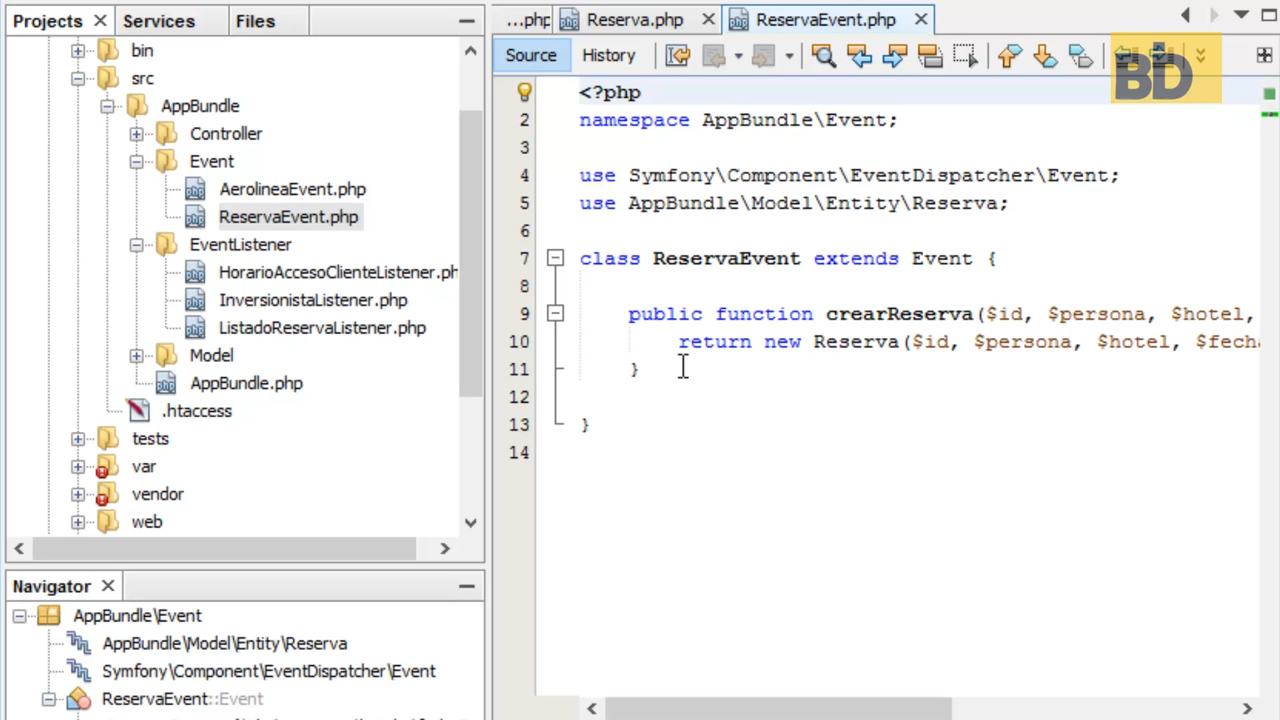 Projects
Services
Files
bin
src
AppBundle
Controller
Event
AerolineaEvent.php
ReservaEvent.php
EventListener
HorarioAccesoClienteListener.ph
InversionistaListener.php
ListadoReservaListener.php
Model
AppBundle.php
.htaccess
tests
var
vendor
web
Navigator
AppBundle\Event
AppBundle\Model\Entity\Reserva
Symfony\Component\EventDispatcher\Event
ReservaEvent::Event
...php
Reserva.php
ReservaEvent.php
Source
History
BD
<?php
2 namespace AppBundle\Event;
3
4 use Symfony\Component\EventDispatcher\Event;
5 use AppBundle\Model\Entity\Reserva;
6
7 class ReservaEvent extends Event {
8
9 public function crearReserva($id, $persona, $hotel,
10 return new Reserva($id, $persona, $hotel, $fecha
11 }
12
13 }
14